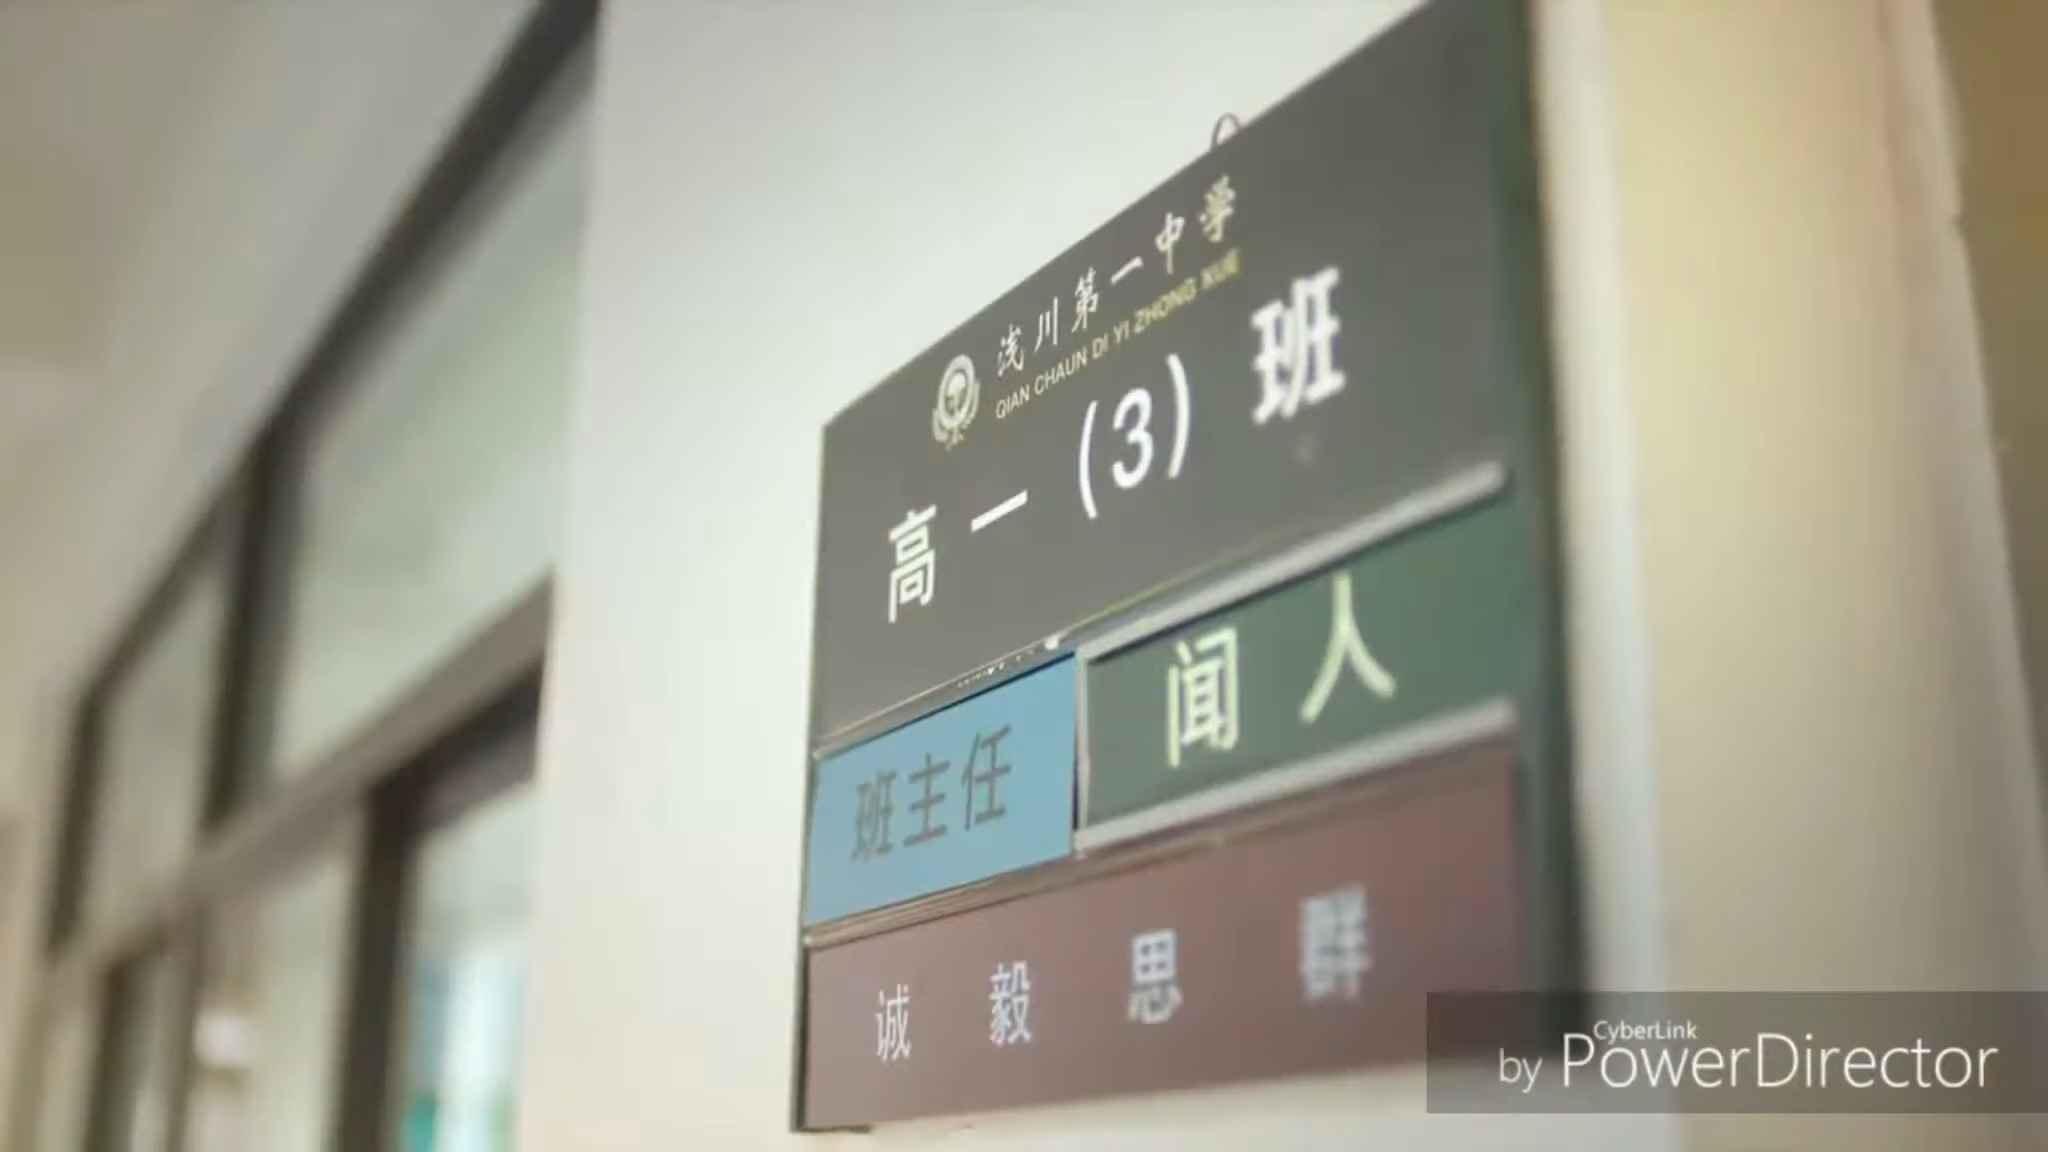 浅川第一中学
QIAN CHAUN DI YI ZHONG XUE
高一(3)班
班主任
闻人
诚毅思群
CyberLink
by PowerDirector